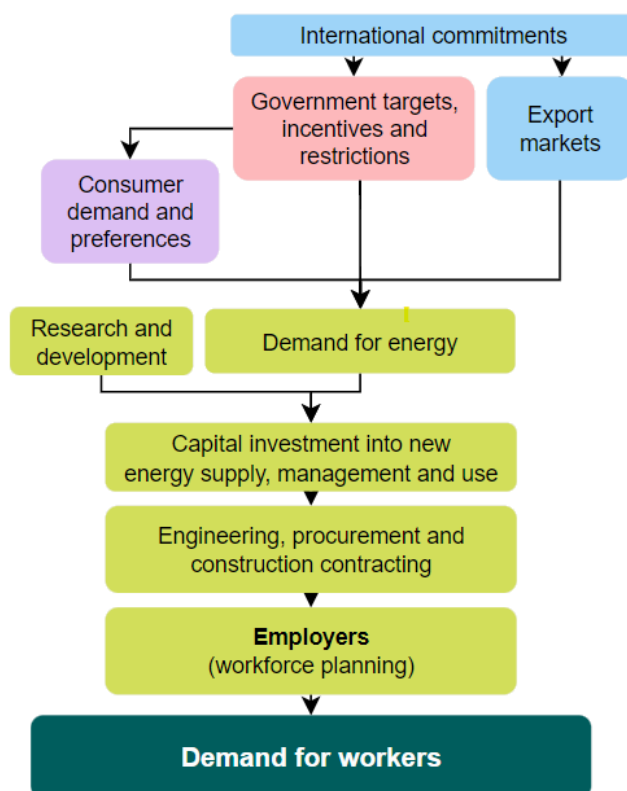 International commitments
Government targets,
incentives and
restrictions
Export
markets
Consumer
demand and
preferences
Research and
development
Demand for energy
Capital investment into new
energy supply, management and use
Engineering, procurement and
construction contracting
Employers
(workforce planning)
Demand for workers